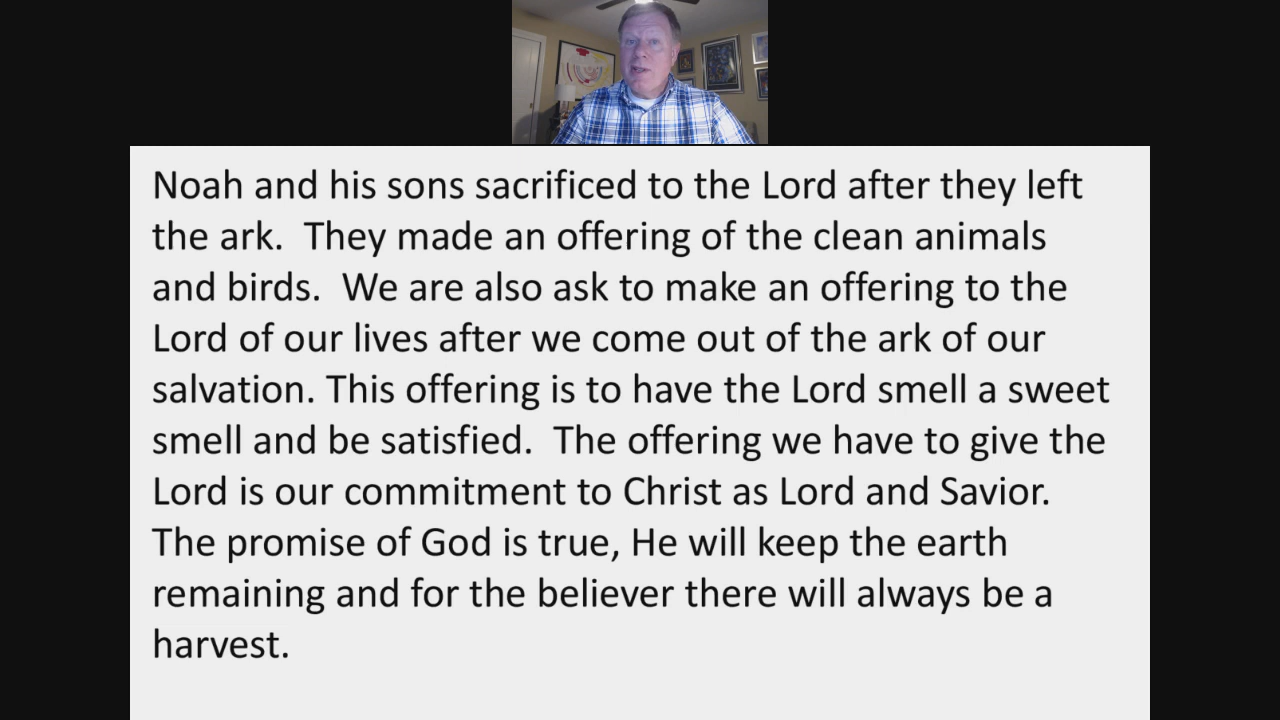 Noah and his sons sacrificed to the Lord after they left
the ark.  They made an offering of the clean animals
and birds.  We are also ask to make an offering to the
Lord of our lives after we come out of the ark of our
salvation. This offering is to have the Lord smell a sweet
smell and be satisfied.  The offering we have to give the
Lord is our commitment to Christ as Lord and Savior.
The promise of God is true, He will keep the earth
remaining and for the believer there will always be a
harvest.